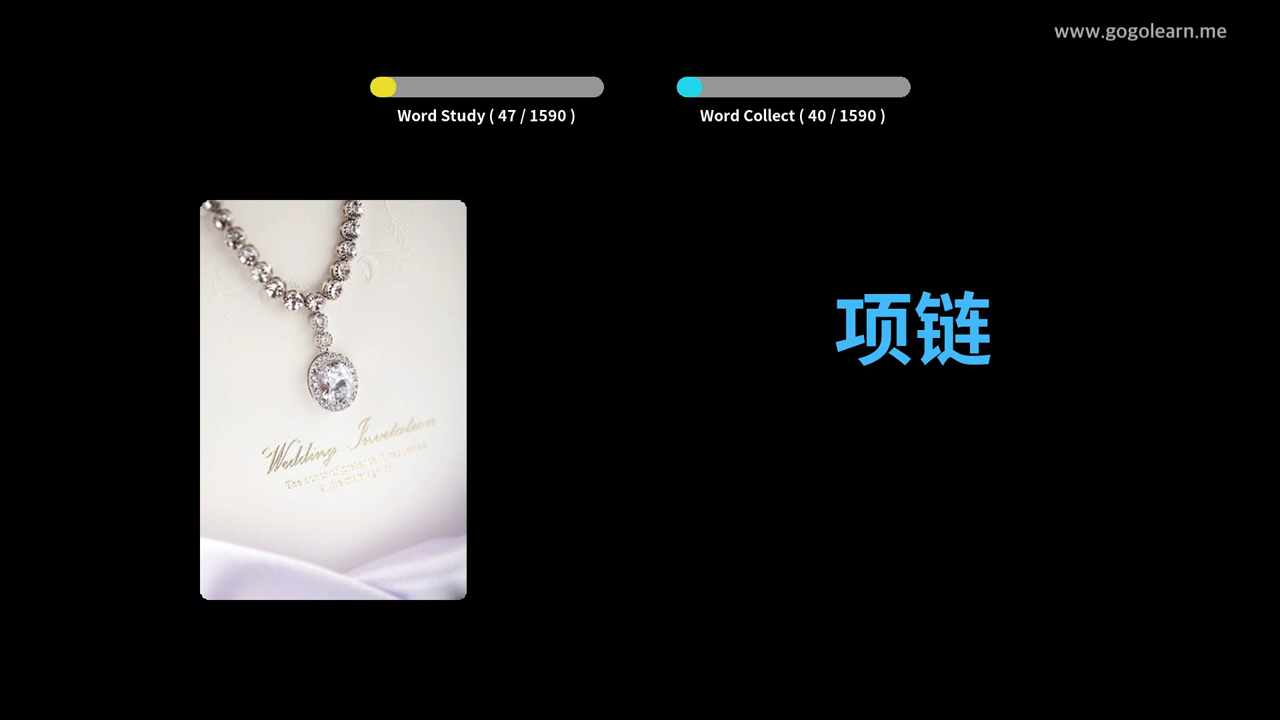 www.gogolearn.me
Word Study ( 47 / 1590 )
Word Collect ( 40 / 1590 )
项链
Wedding Invitation